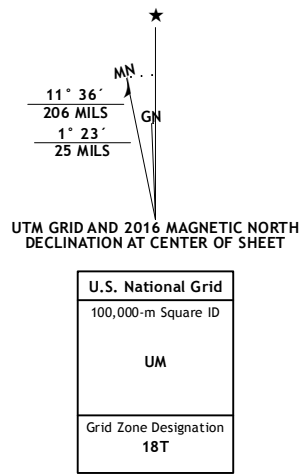 ★
MN
11° 36´
206 MILS
GN
1° 23´
25 MILS
UTM GRID AND 2016 MAGNETIC NORTH
DECLINATION AT CENTER OF SHEET
U.S. National Grid
100,000-m Square ID
UM
Grid Zone Designation
18T